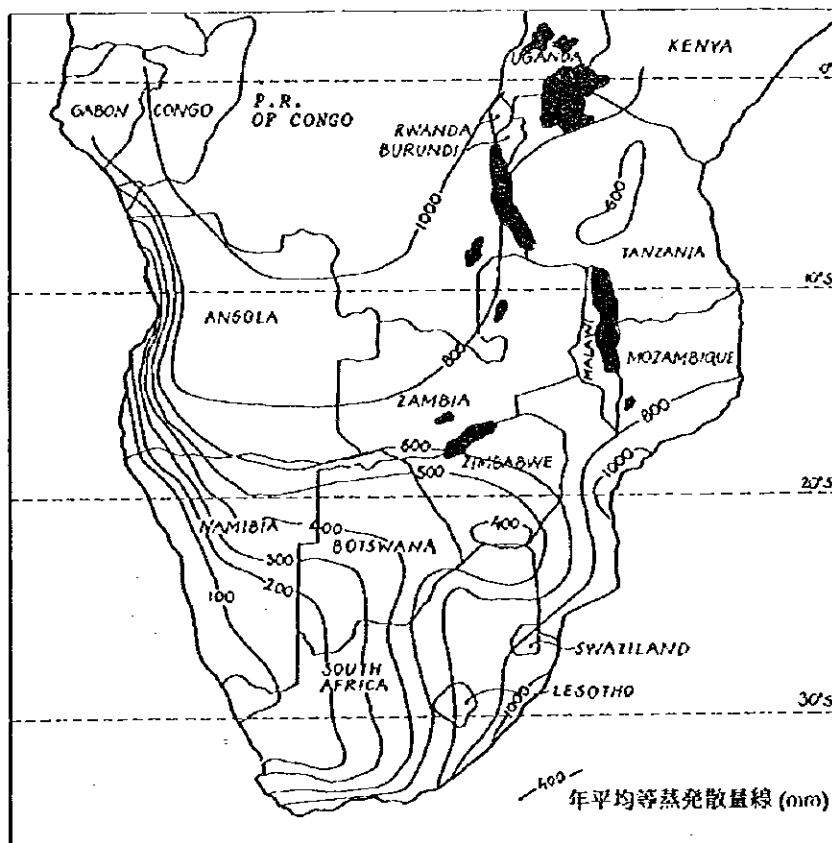 UGANDA
KENYA
0°
GABON
CONGO
P.R.
OF CONGO
RWANDA
BURUNDI
1000
600
TANZANIA
10°S
ANGOLA
MALAWI
MOZAMBIQUE
800
ZAMBIA
800
600
ZIMBABWE
500
1000
20°S
NAMIBIA
400
BOTSWANA
400
300
200
100
SWAZILAND
SOUTH
AFRICA
LESOTHO
1000
30°S
400
年平均等蒸発散量線 (mm)